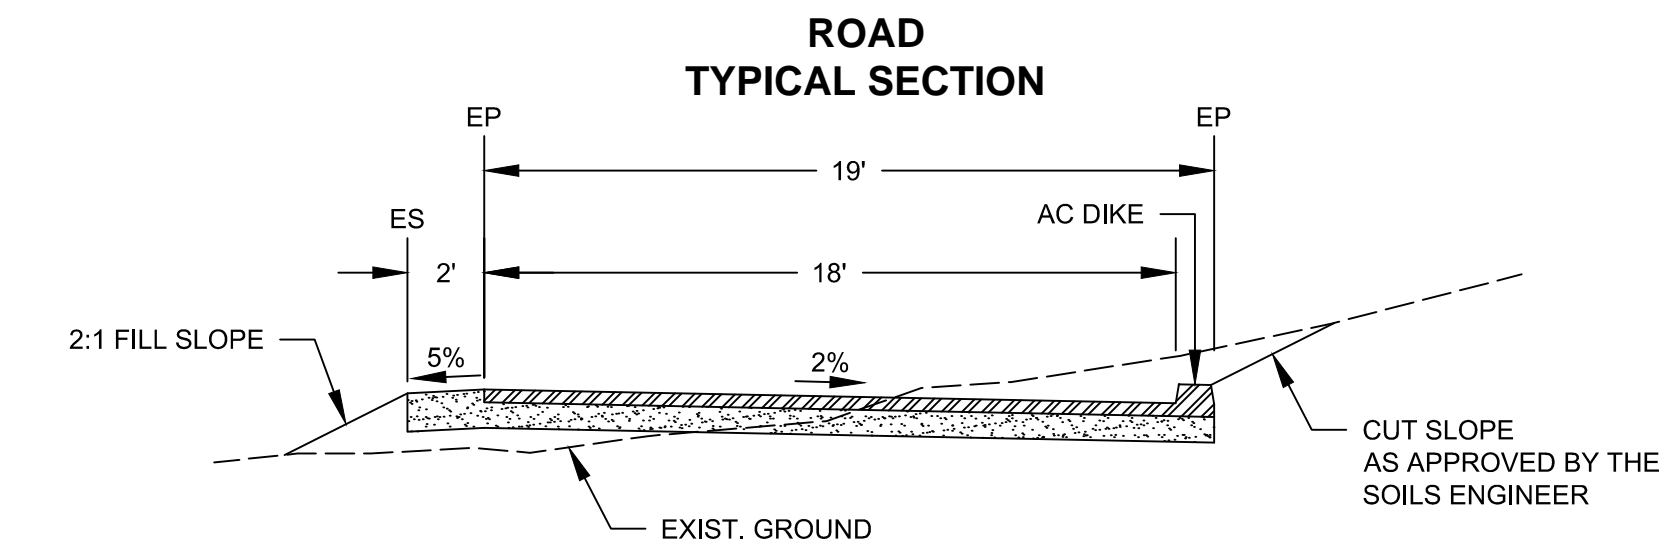 ROAD
TYPICAL SECTION
EP
EP
19'
ES
AC DIKE
2'
18'
2:1 FILL SLOPE
5%
2%
CUT SLOPE
AS APPROVED BY THE
SOILS ENGINEER
EXIST. GROUND